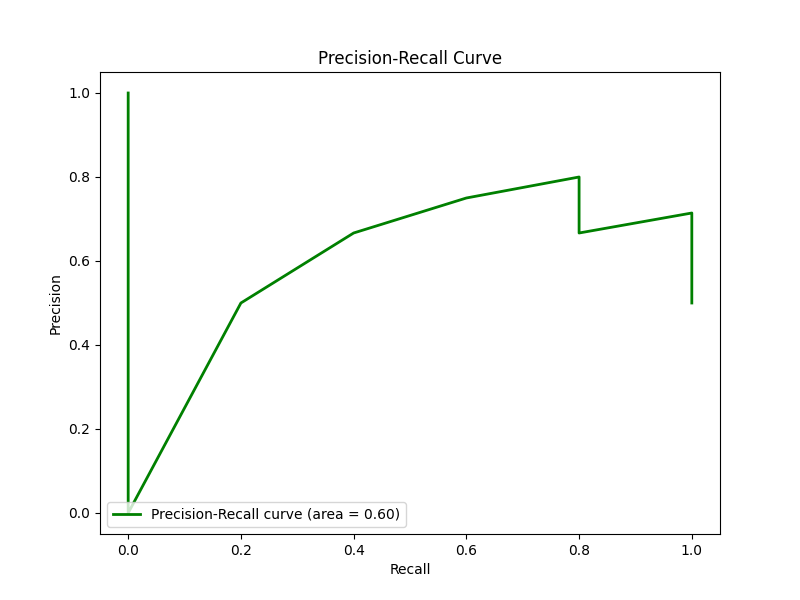 Precision-Recall Curve
1.0
0.8
0.6
0.4
0.2
0.0
Precision
Precision-Recall curve (area = 0.60)
0.0 0.2 0.4 0.6 0.8 1.0
Recall